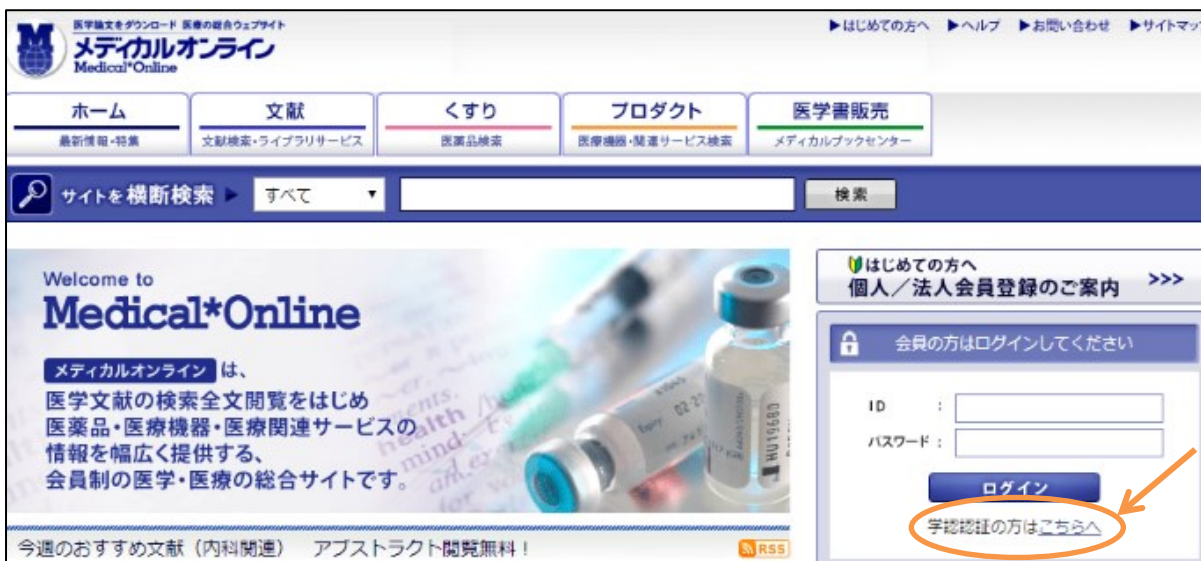 医学論文をダウンロード 医療の総合ウェブサイト
メディカルオンライン
Medical*Online
▶はじめての方へ ▶ヘルプ ▶お問い合わせ ▶サイトマッ
ホーム
最新情報・特集
文献
文献検索・ライブラリサービス
くすり
医薬品検索
プロダクト
医療機器・関連サービス検索
医学書販売
メディカルブックセンター
サイトを横断検索 ▶ すべて ▼ 検索
Welcome to
Medical*Online
メディカルオンライン は、
医学文献の検索全文閲覧をはじめ
医薬品・医療機器・医療関連サービスの
情報を幅広く提供する、
会員制の医学・医療の総合サイトです。
health
mind
HU19680
はじめての方へ
個人／法人会員登録のご案内 >>>
会員の方はログインしてください
ID :
パスワード :
ログイン
学認認証の方はこちらへ
今週のおすすめ文献（内科関連） アブストラクト閲覧無料！
RSS